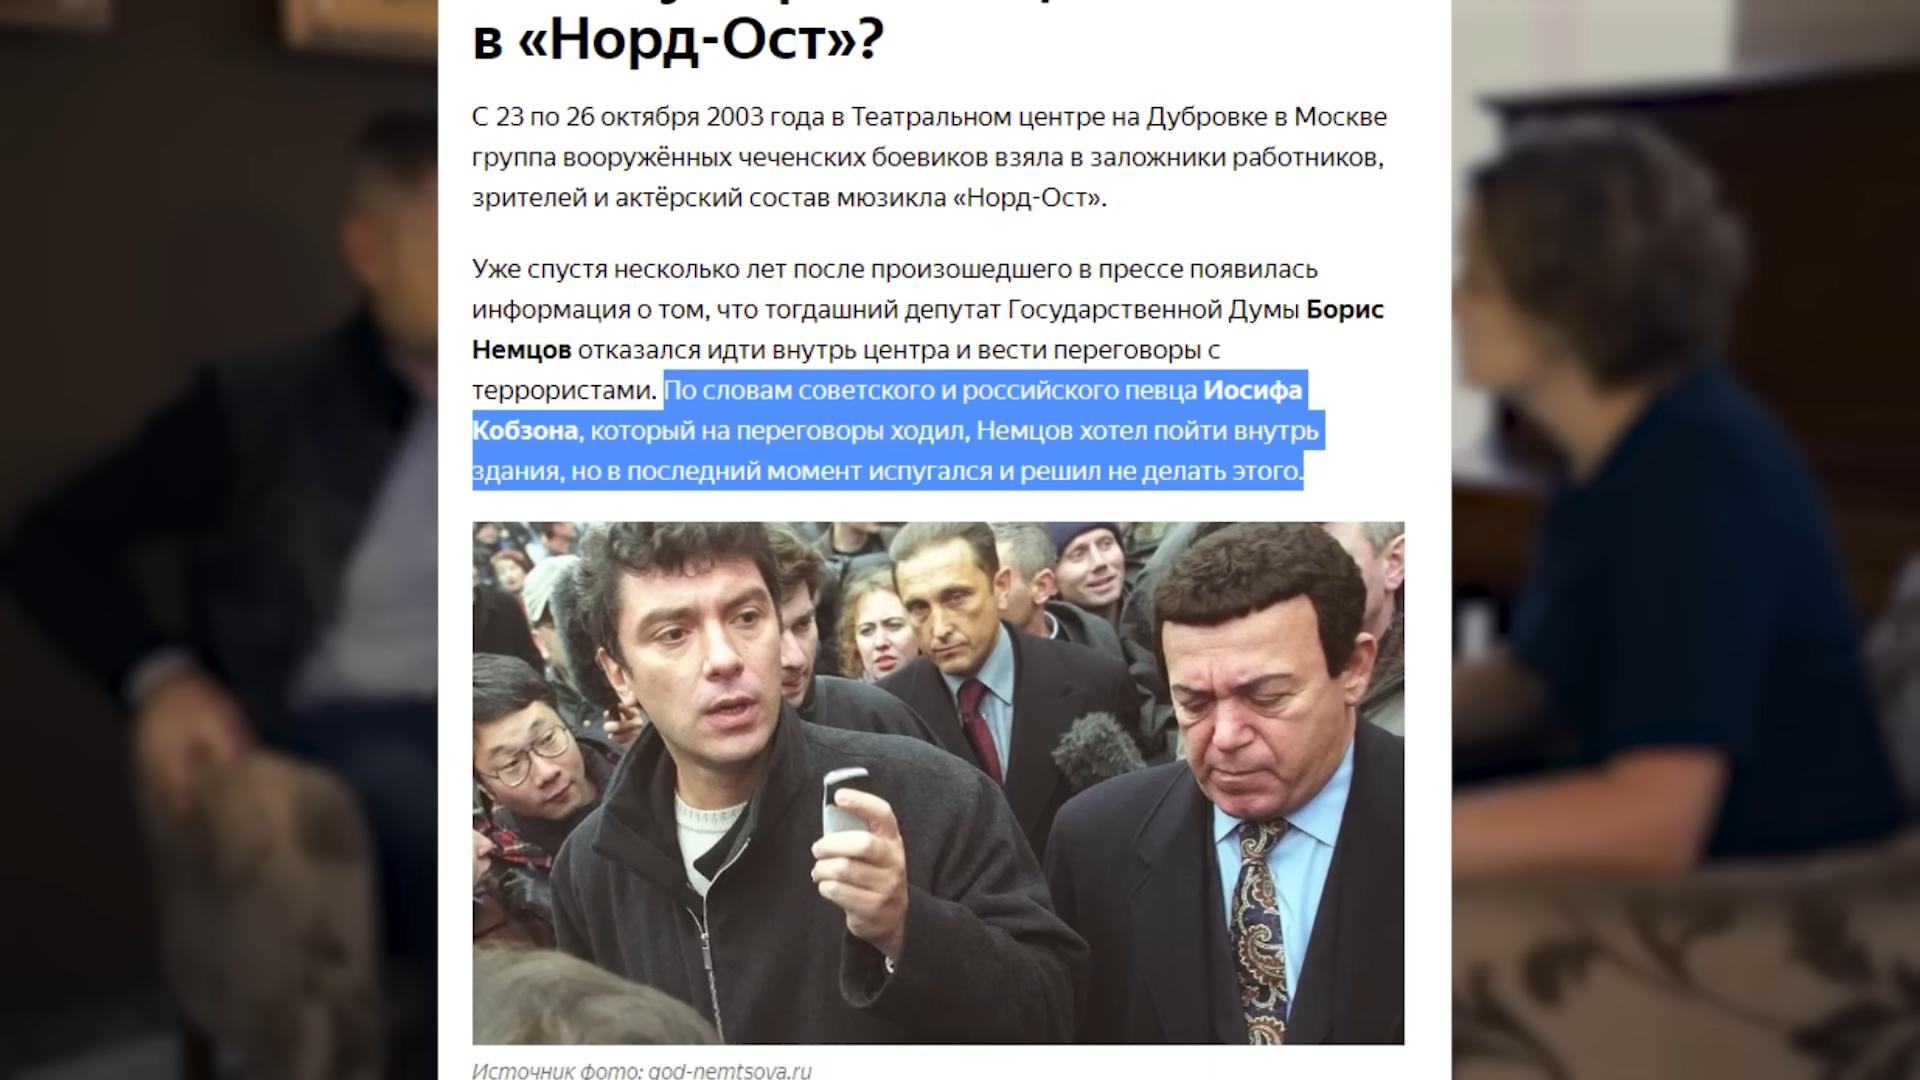 в «Норд-Ост»?
С 23 по 26 октября 2003 года в Театральном центре на Дубровке в Москве
группа вооружённых чеченских боевиков взяла в заложники работников,
зрителей и актёрский состав мюзикла «Норд-Ост».
Уже спустя несколько лет после произошедшего в прессе появилась
информация о том, что тогдашний депутат Государственной Думы Борис
Немцов отказался идти внутрь центра и вести переговоры с
террористами. По словам советского и российского певца Иосифа
Кобзона, который на переговоры ходил, Немцов хотел пойти внутрь
здания, но в последний момент испугался и решил не делать этого.
Источник фото: god-nemtsova.ru